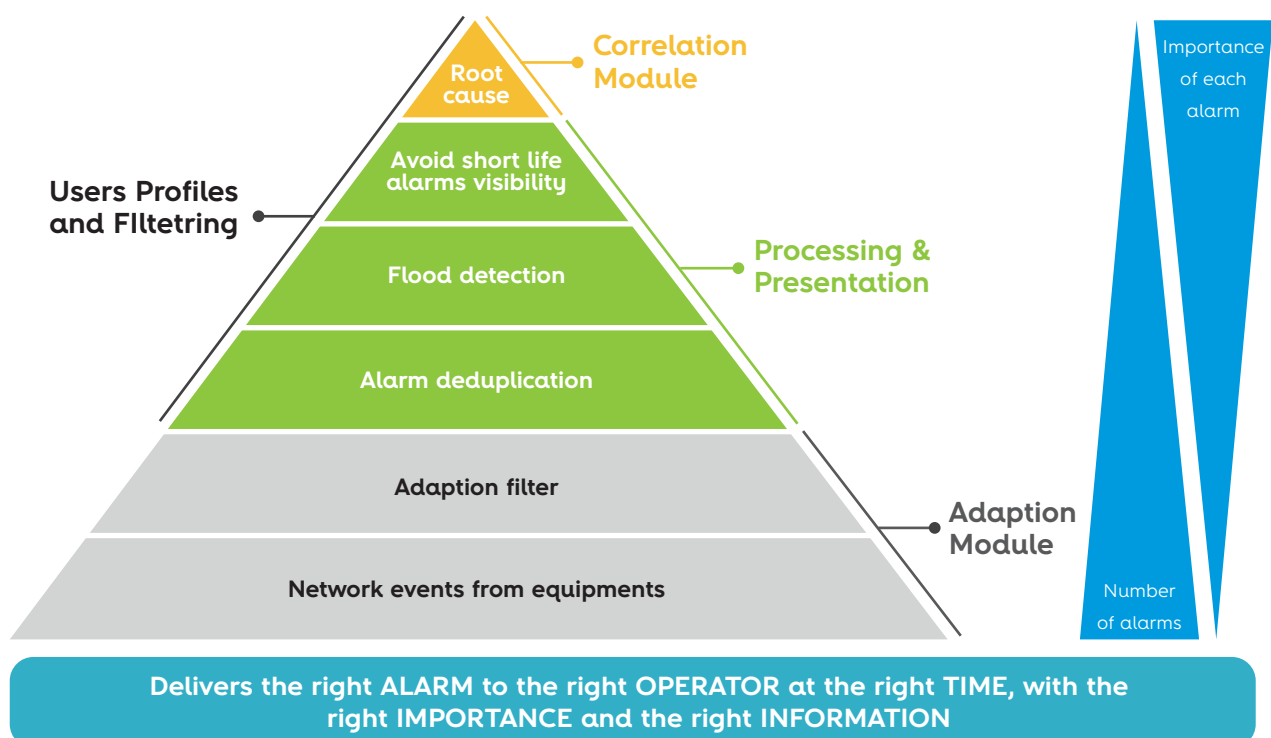 Correlation
Module
Root
cause
Importance
of each
alarm
Avoid short life
alarms visibility
Users Profiles
and FIltetring
Processing &
Presentation
Flood detection
Alarm deduplication
Adaption filter
Adaption
Module
Network events from equipments
Number
of alarms
Delivers the right ALARM to the right OPERATOR at the right TIME, with the
right IMPORTANCE and the right INFORMATION